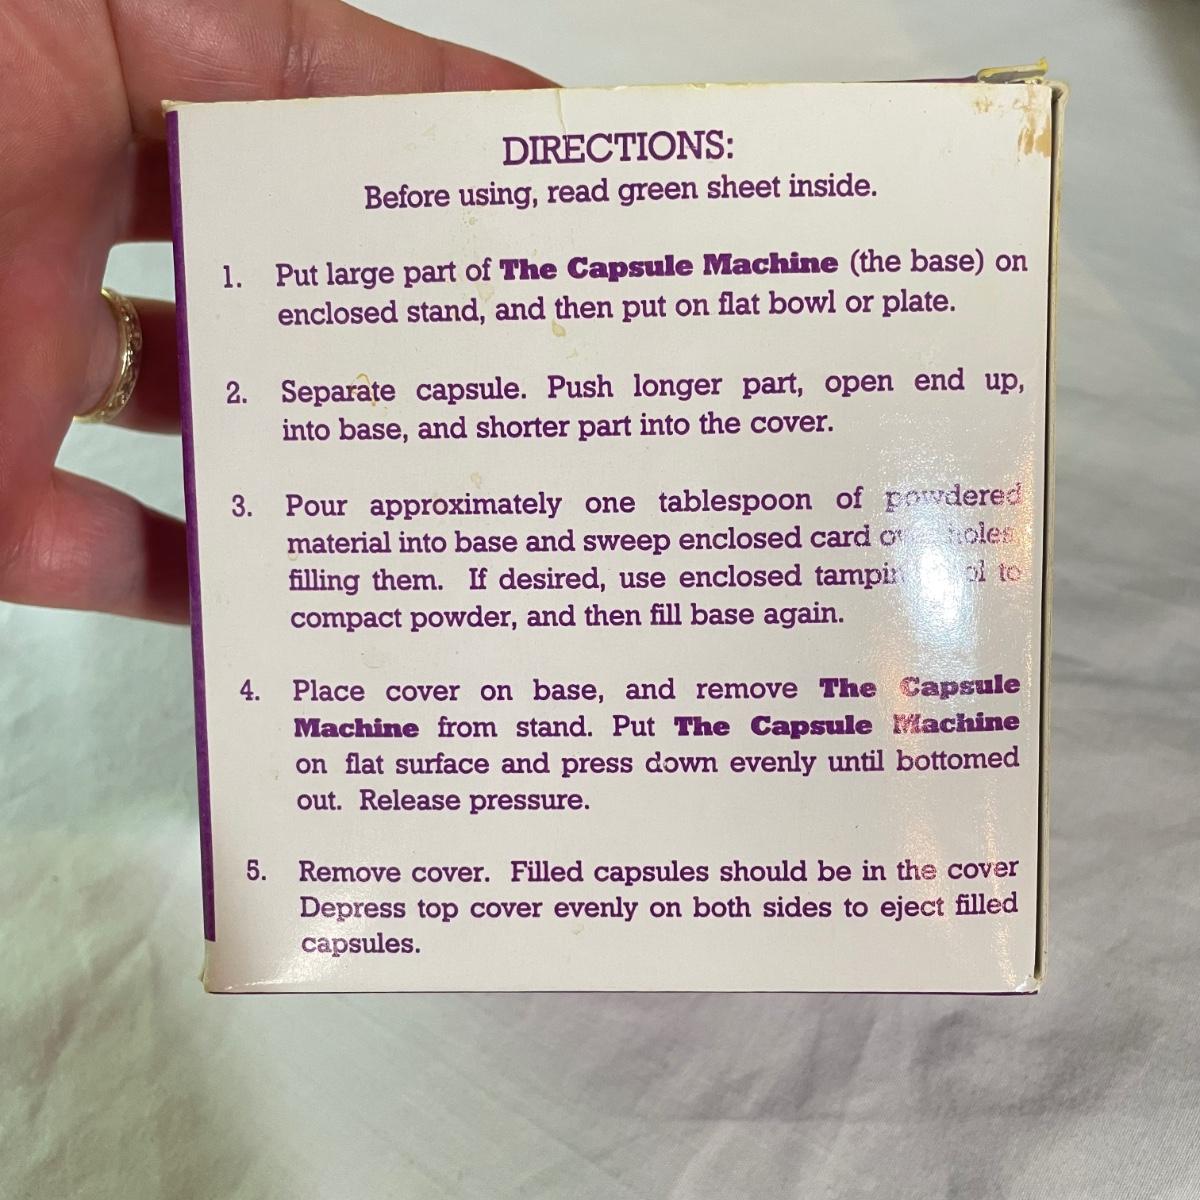 DIRECTIONS:
Before using, read green sheet inside.
1. Put large part of The Capsule Machine (the base) on
enclosed stand, and then put on flat bowl or plate.
2. Separate capsule. Push longer part, open end up,
into base, and shorter part into the cover.
3. Pour approximately one tablespoon of powdered
material into base and sweep enclosed card holes
filling them. If desired, use enclosed to
compact powder, and then fill base again.
4. Place cover on base, and remove The Capsule
Machine from stand. Put The Capsule Machine
on flat surface and press down evenly until bottomed
out. Release pressure.
5. Remove cover. Filled capsules should be in the cover
Depress top cover evenly on both sides to eject filled
capsules.